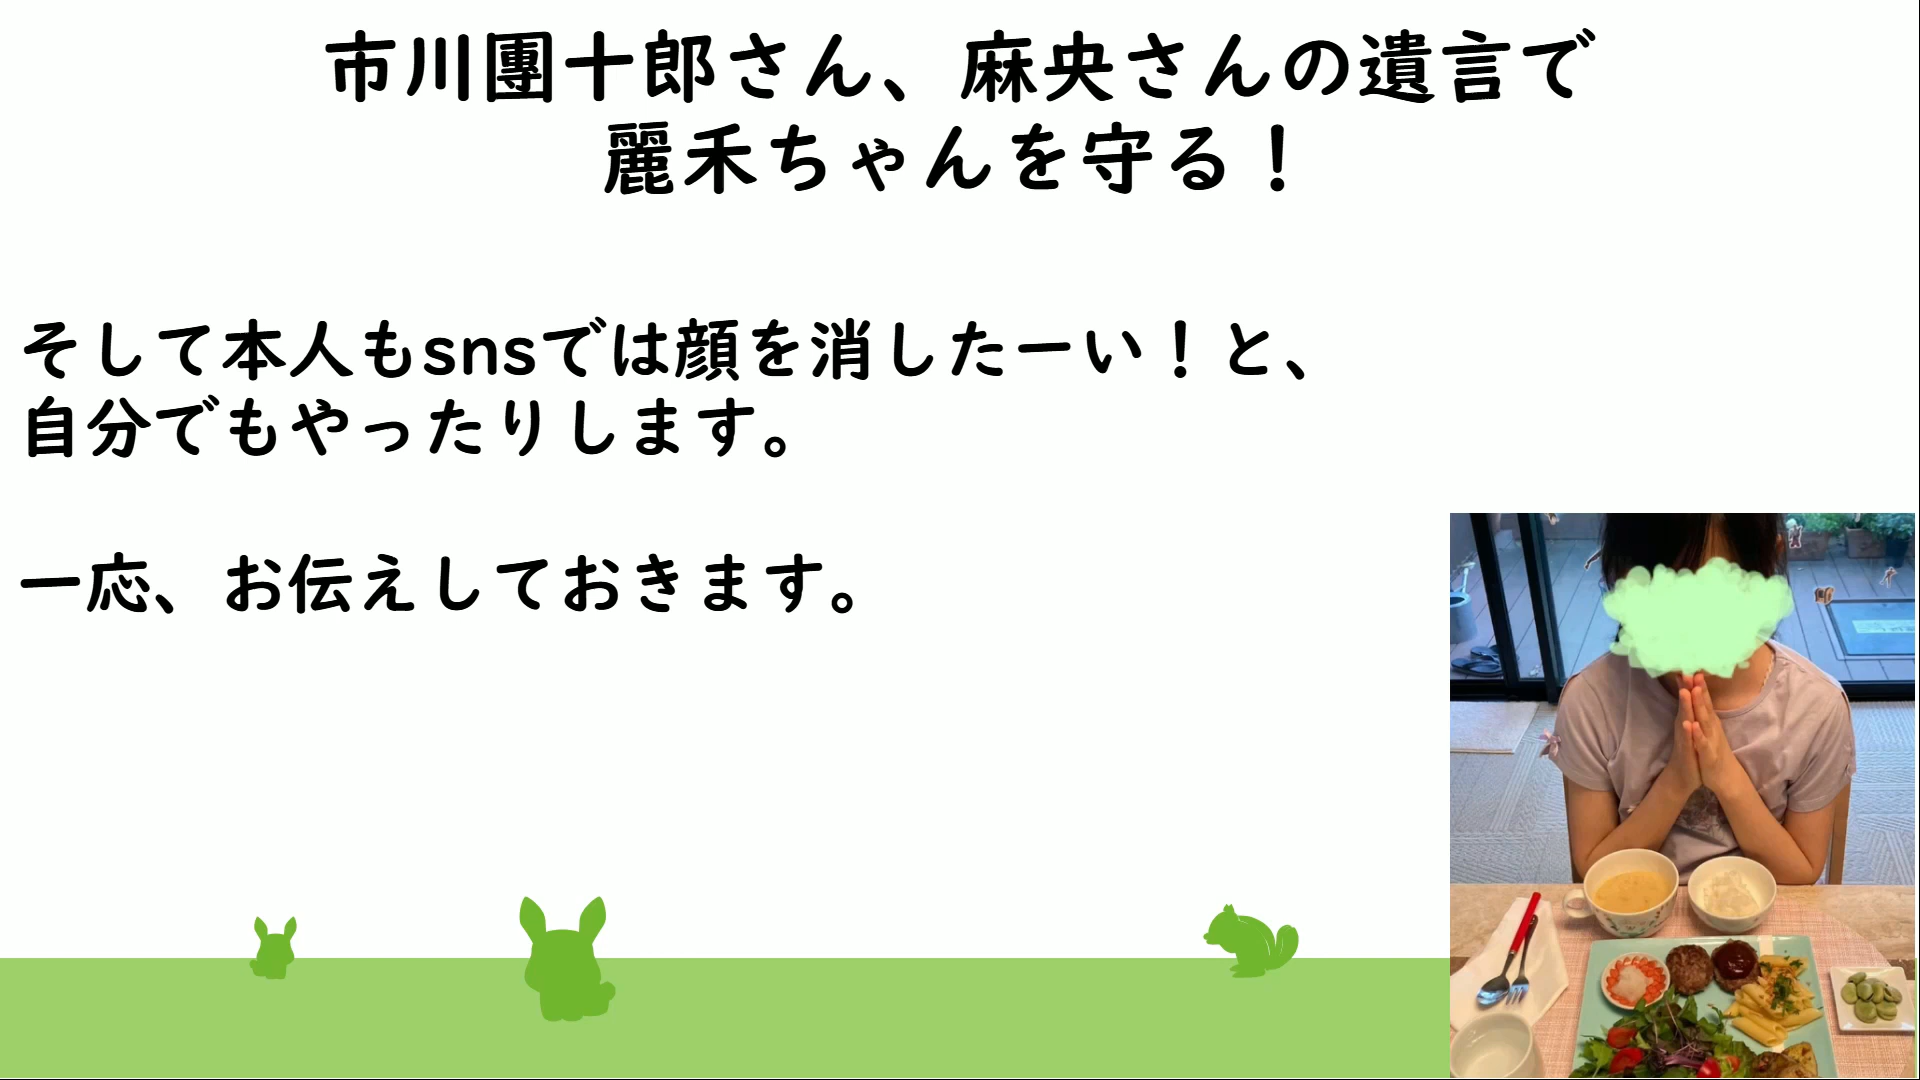 市川團十郎さん、麻央さんの遺言で
麗禾ちゃんを守る！
そして本人もsnsでは顔を消したーい！と、
自分でもやったりします。
一応、お伝えしておきます。